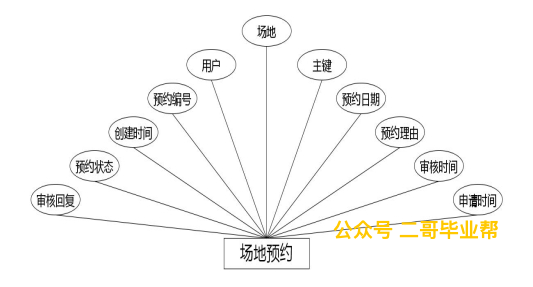 场地
用户
主键
预约编号
预约日期
创建时间
预约理由
预约状态
审核时间
审核回复
申请时间
公众号 二哥毕业帮
场地预约